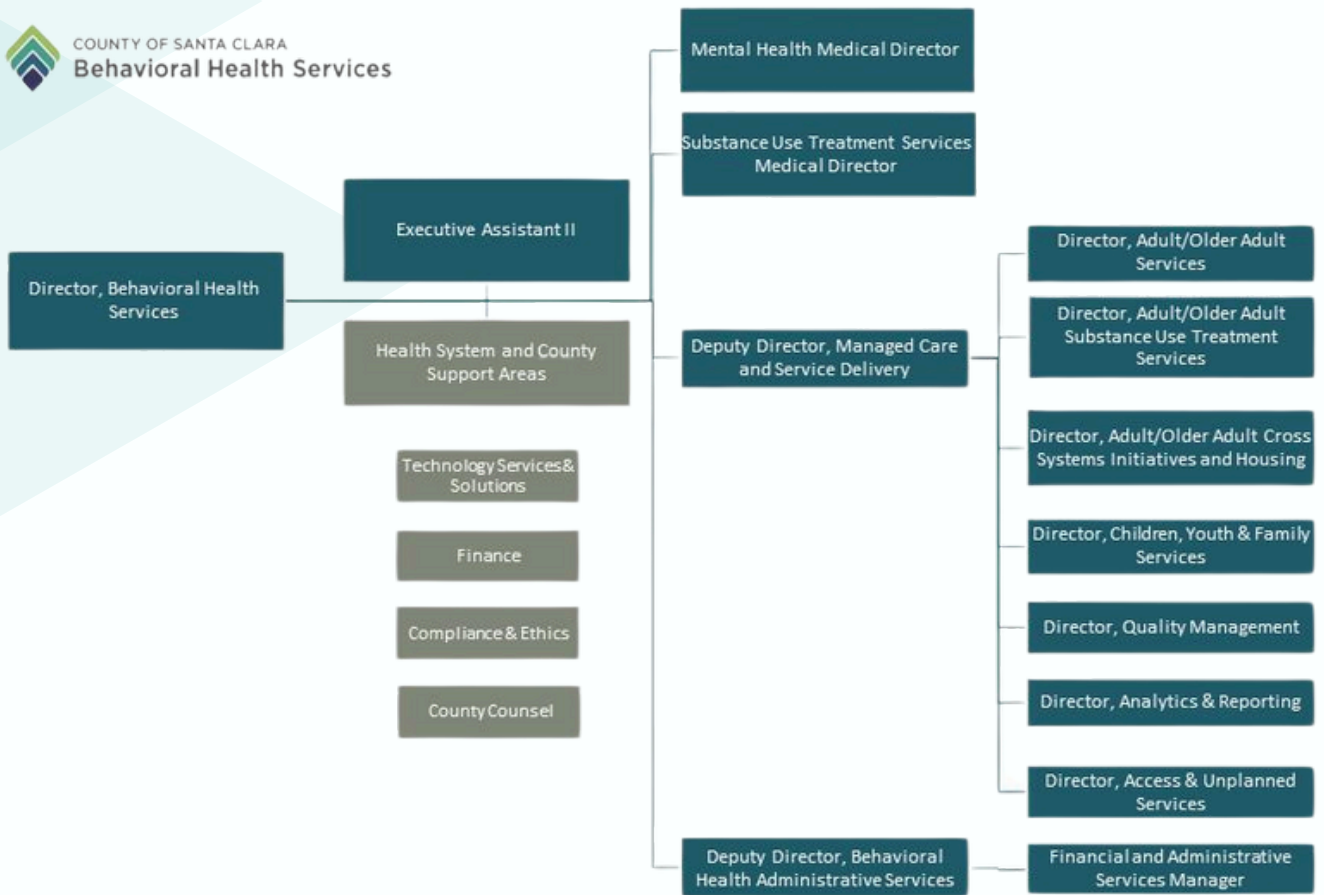 COUNTY OF SANTA CLARA
Behavioral Health Services
Mental Health Medical Director
Substance Use Treatment Services
Medical Director
Executive Assistant II
Director, Behavioral Health
Services
Health System and County
Support Areas
Technology Services &
Solutions
Finance
Compliance & Ethics
County Counsel
Deputy Director, Managed Care
and Service Delivery
Deputy Director, Behavioral
Health Administrative Services
Director, Adult/Older Adult
Services
Director, Adult/Older Adult
Substance Use Treatment
Services
Director, Adult/Older Adult Cross
Systems Initiatives and Housing
Director, Children, Youth & Family
Services
Director, Quality Management
Director, Analytics & Reporting
Director, Access & Unplanned
Services
Financial and Administrative
Services Manager